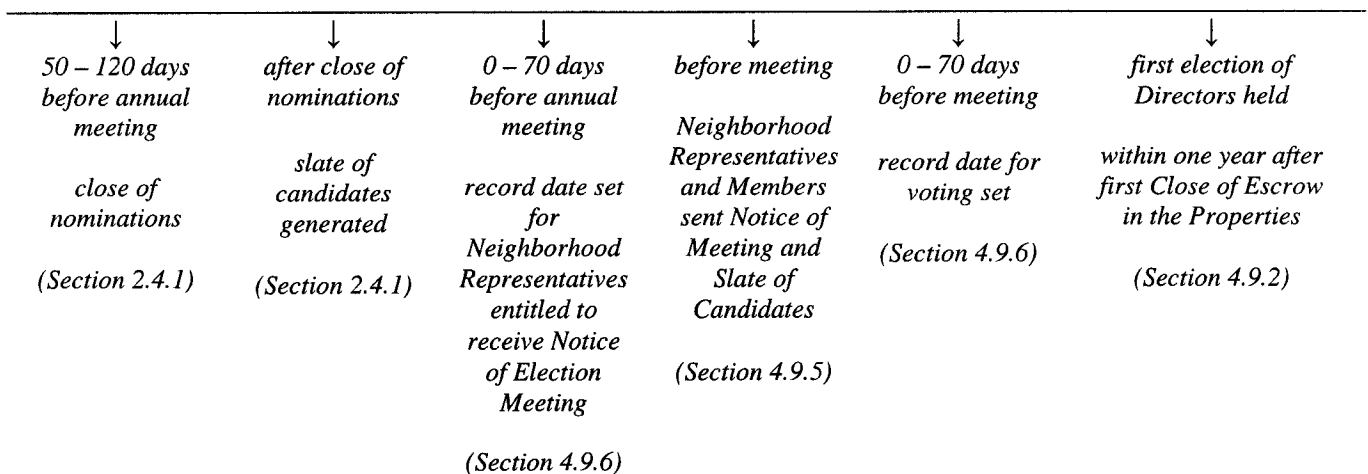 50 – 120 days
before annual
meeting
close of
nominations
(Section 2.4.1)
after close of
nominations
slate of
candidates
generated
(Section 2.4.1)
0 – 70 days
before annual
meeting
record date set
for
Neighborhood
Representatives
entitled to
receive Notice
of Election
Meeting
(Section 4.9.6)
before meeting
Neighborhood
Representatives
and Members
sent Notice of
Meeting and
Slate of
Candidates
(Section 4.9.5)
0 – 70 days
before meeting
record date for
voting set
(Section 4.9.6)
first election of
Directors held
within one year after
first Close of Escrow
in the Properties
(Section 4.9.2)